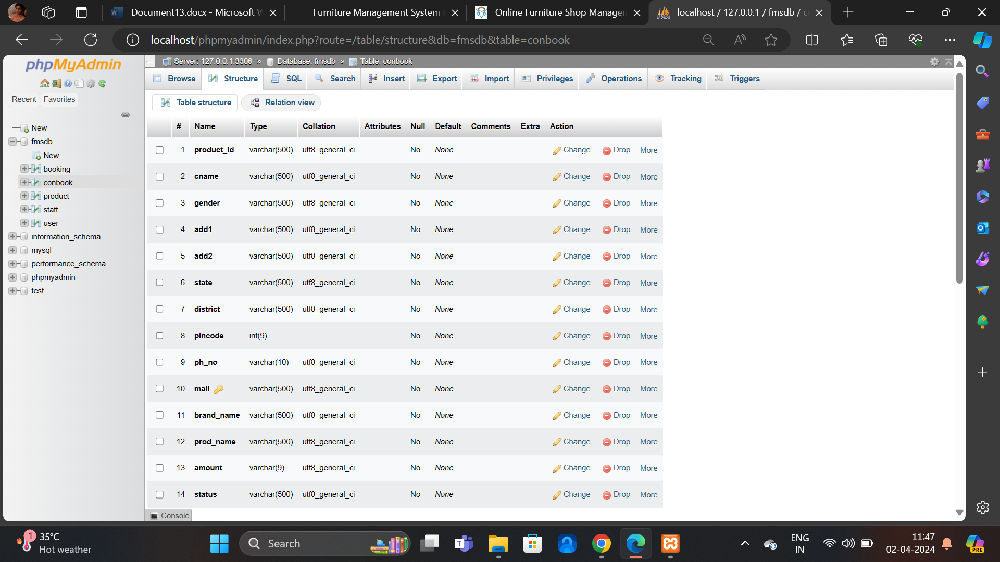 Document13.docx - Microsoft W
Furniture Management System
Online Furniture Shop Manager
localhost / 127.0.0.1 / fmsdb / c
localhost/phpmyadmin/index.php?route=/table/structure&db=fmsdb&table=conbook
phpMyAdmin
Recent Favorites
New
fmsdb
New
booking
conbook
product
staff
user
information_schema
mysql
performance_schema
phpmyadmin
test
Server: 127.0.0.1:3306 » Database: fmsdb » Table: conbook
Browse Structure SQL Search Insert Export Import Privileges Operations Tracking Triggers
Table structure Relation view
# Name Type Collation Attributes Null Default Comments Extra Action
1 product_id varchar(500) utf8_general_ci No None Change Drop More
2 cname varchar(500) utf8_general_ci No None Change Drop More
3 gender varchar(500) utf8_general_ci No None Change Drop More
4 add1 varchar(500) utf8_general_ci No None Change Drop More
5 add2 varchar(500) utf8_general_ci No None Change Drop More
6 state varchar(500) utf8_general_ci No None Change Drop More
7 district varchar(500) utf8_general_ci No None Change Drop More
8 pincode int(9) No None Change Drop More
9 ph_no varchar(10) utf8_general_ci No None Change Drop More
10 mail varchar(500) utf8_general_ci No None Change Drop More
11 brand_name varchar(500) utf8_general_ci No None Change Drop More
12 prod_name varchar(500) utf8_general_ci No None Change Drop More
13 amount varchar(9) utf8_general_ci No None Change Drop More
14 status varchar(500) utf8_general_ci No None Change Drop More
Console
1
35°C
Hot weather
Search
ENG
IN
11:47
02-04-2024
PRE